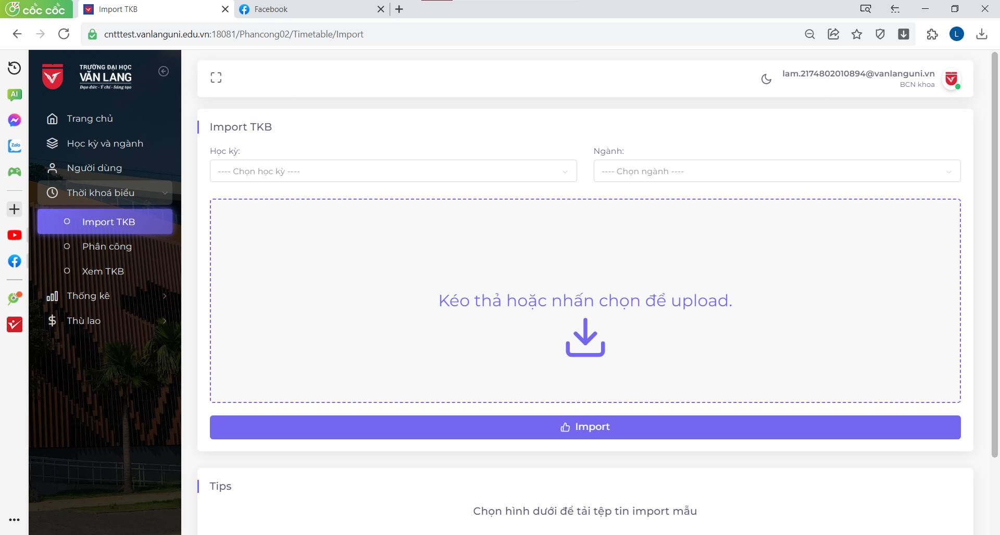 cốc cốc
Import TKB
Facebook
cntttest.vanlanguni.edu.vn:18081/Phancong02/Timetable/Import
L
AI
Zalo
TRƯỜNG ĐẠI HỌC
VĂN LANG
Đạo đức - Ý chí - Sáng tạo
Trang chủ
Học kỳ và ngành
Người dùng
Thời khoá biểu
Import TKB
Phân công
Xem TKB
Thống kê
Thù lao
lam.2174802010894@vanlanguni.vn
BCN khoa
Import TKB
Học kỳ:
Ngành:
---- Chọn học kỳ ----
---- Chọn ngành ----
Kéo thả hoặc nhấn chọn để upload.
Import
Tips
Chọn hình dưới để tải tệp tin import mẫu